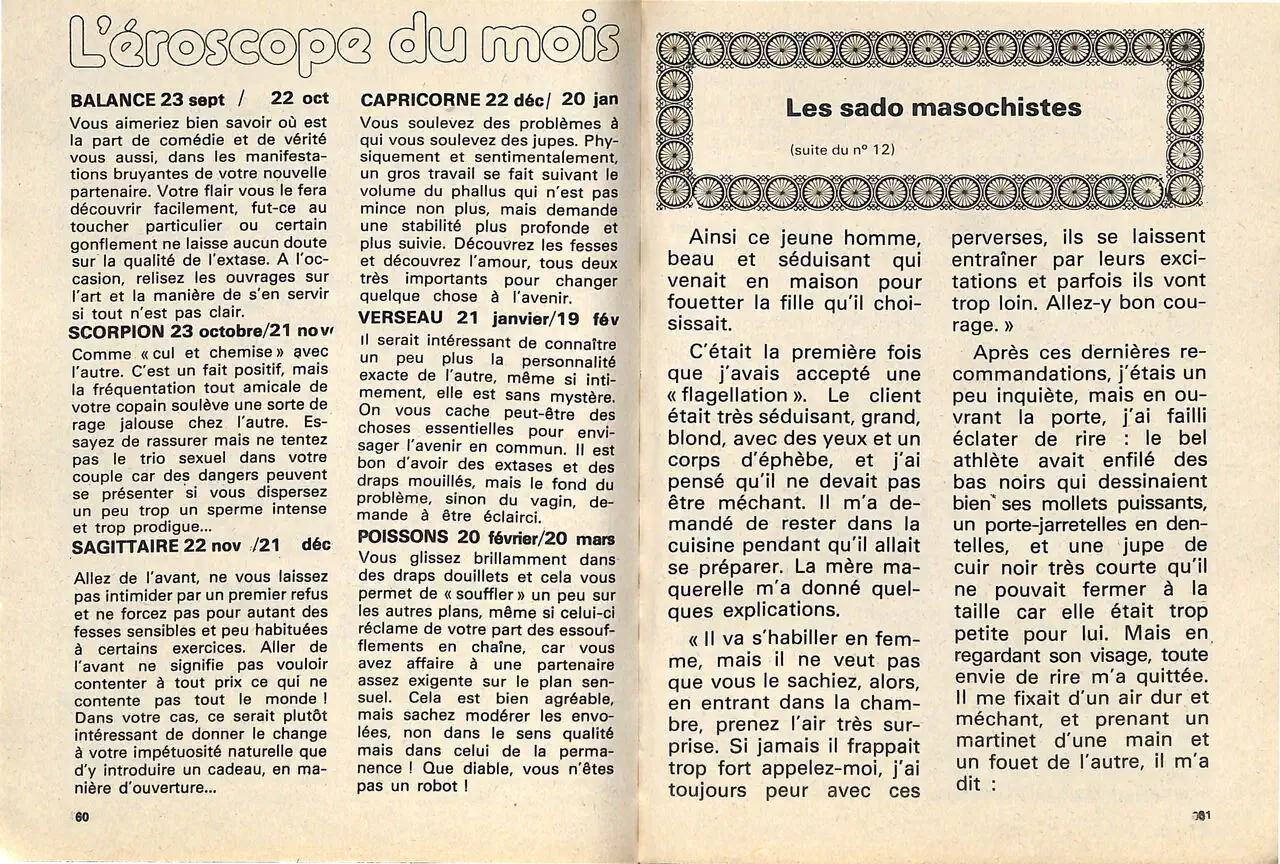 L'éroscope du mois
BALANCE 23 sept / 22 oct
Vous aimeriez bien savoir où est
la part de comédie et de vérité
vous aussi, dans les manifesta-
tions bruyantes de votre nouvelle
partenaire. Votre flair vous le fera
découvrir facilement, fut-ce au
toucher particulier ou certain
gonflement ne laisse aucun doute
sur la qualité de l'extase. A l'oc-
casion, relisez les ouvrages sur
l'art et la manière de s'en servir
si tout n'est pas clair.
SCORPION 23 octobre/21 nov
Comme « cul et chemise » avec
l'autre. C'est un fait positif, mais
la fréquentation tout amicale de
votre copain soulève une sorte de
rage jalouse chez l'autre. Es-
sayez de rassurer mais ne tentez
pas le trio sexuel dans votre
couple car des dangers peuvent
se présenter si vous dispersez
un peu trop un sperme intense
et trop prodigue...
SAGITTAIRE 22 nov /21 déc
Allez de l'avant, ne vous laissez
pas intimider par un premier refus
et ne forcez pas pour autant des
fesses sensibles et peu habituées
à certains exercices. Aller de
l'avant ne signifie pas vouloir
contenter à tout prix ce qui ne
contente pas tout le monde !
Dans votre cas, ce serait plutôt
intéressant de donner le change
à votre impétuosité naturelle que
d'y introduire un cadeau, en ma-
nière d'ouverture...
60
CAPRICORNE 22 déc/ 20 jan
Vous soulevez des problèmes à
qui vous soulevez des jupes. Phy-
siquement et sentimentalement,
un gros travail se fait suivant le
volume du phallus qui n'est pas
mince non plus, mais demande
une stabilité plus profonde et
plus suivie. Découvrez les fesses
et découvrez l'amour, tous deux
très importants pour changer
quelque chose à l'avenir.
VERSEAU 21 janvier/19 fév
Il serait intéressant de connaître
un peu plus la personnalité
exacte de l'autre, même si inti-
mement, elle est sans mystère.
On vous cache peut-être des
choses essentielles pour envi-
sager l'avenir en commun. Il est
bon d'avoir des extases et des
draps mouillés, mais le fond du
problème, sinon du vagin, de-
mande à être éclairci.
POISSONS 20 février/20 mars
Vous glissez brillamment dans
des draps douillets et cela vous
permet de « souffler » un peu sur
les autres plans, même si celui-ci
réclame de votre part des essouf-
flements en chaîne, car vous
avez affaire à une partenaire
assez exigente sur le plan sen-
suel. Cela est bien agréable,
mais sachez modérer les envo-
lées, non dans le sens qualité
mais dans celui de la perma-
nence ! Que diable, vous n'êtes
pas un robot !
Les sado masochistes
(suite du n° 12)
Ainsi ce jeune homme,
beau et séduisant qui
venait en maison pour
fouetter la fille qu'il choi-
sissait.
C'était la première fois
que j'avais accepté une
« flagellation ». Le client
était très séduisant, grand,
blond, avec des yeux et un
corps d'éphèbe, et j'ai
pensé qu'il ne devait pas
être méchant. Il m'a de-
mandé de rester dans la
cuisine pendant qu'il allait
se préparer. La mère ma-
querelle m'a donné quel-
ques explications.
« Il va s'habiller en fem-
me, mais il ne veut pas
que vous le sachiez, alors,
en entrant dans la cham-
bre, prenez l'air très sur-
prise. Si jamais il frappait
trop fort appelez-moi, j'ai
toujours peur avec ces
perverses, ils se laissent
entraîner par leurs exci-
tations et parfois ils vont
trop loin. Allez-y bon cou-
rage. »
Après ces dernières re-
commandations, j'étais un
peu inquiète, mais en ou-
vrant la porte, j'ai failli
éclater de rire : le bel
athlète avait enfilé des
bas noirs qui dessinaient
bien ses mollets puissants,
un porte-jarretelles en den-
telles, et une jupe de
cuir noir très courte qu'il
ne pouvait fermer à la
taille car elle était trop
petite pour lui. Mais en
regardant son visage, toute
envie de rire m'a quittée.
Il me fixait d'un air dur et
méchant, et prenant un
martinet d'une main et
un fouet de l'autre, il m'a
dit :